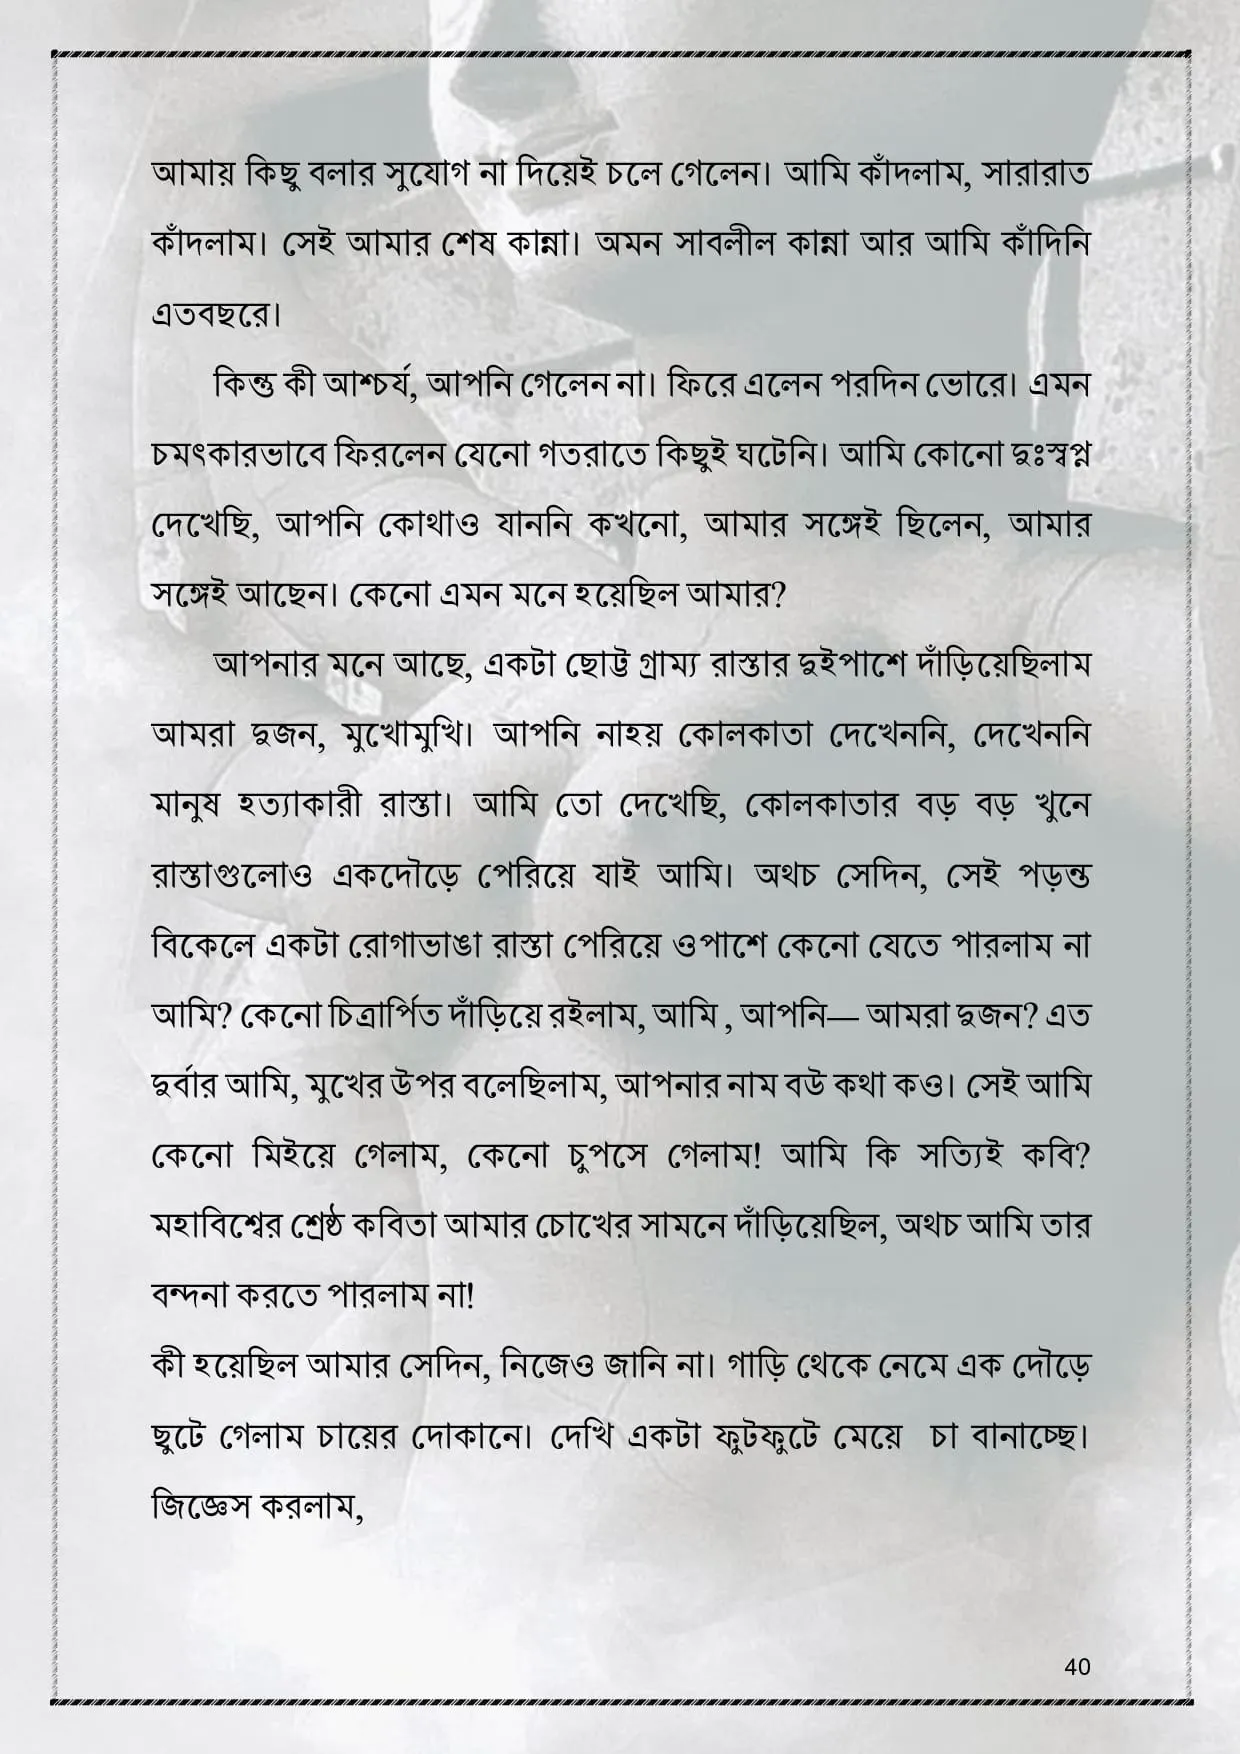 আমায় কিছু বলার সুযোগ না দিয়েই চলে গেলেন। আমি কাঁদলাম, সারারাত
কাঁদলাম। সেই আমার শেষ কান্না। অমন সাবলীল কান্না আর আমি কাঁদিনি
এতবছরে।
কিন্তু কী আশ্চর্য, আপনি গেলেন না। ফিরে এলেন পরদিন ভোরে। এমন
চমৎকারভাবে ফিরলেন যেনো গতরাতে কিছুই ঘটেনি। আমি কোনো দুঃস্বপ্ন
দেখেছি, আপনি কোথাও যাননি কখনো, আমার সঙ্গেই ছিলেন, আমার
সঙ্গেই আছেন। কেনো এমন মনে হয়েছিল আমার?
আপনার মনে আছে, একটা ছোট্ট গ্রাম্য রাস্তার দুইপাশে দাঁড়িয়েছিলাম
আমরা দুজন, মুখোমুখি। আপনি নাহয় কোলকাতা দেখেননি, দেখেননি
মানুষ হত্যাকারী রাস্তা। আমি তো দেখেছি, কোলকাতার বড় বড় খুনে
রাস্তাগুলোও একদৌড়ে পেরিয়ে যাই আমি। অথচ সেদিন, সেই পড়ন্ত
বিকেলে একটা রোগাভাঙা রাস্তা পেরিয়ে ওপাশে কেনো যেতে পারলাম না
আমি? কেনো চিত্রার্পিত দাঁড়িয়ে রইলাম, আমি , আপনি— আমরা দুজন? এত
দুর্বার আমি, মুখের উপর বলেছিলাম, আপনার নাম বউ কথা কও। সেই আমি
কেনো মিইয়ে গেলাম, কেনো চুপসে গেলাম! আমি কি সত্যিই কবি?
মহাবিশ্বের শ্রেষ্ঠ কবিতা আমার চোখের সামনে দাঁড়িয়েছিল, অথচ আমি তার
বন্দনা করতে পারলাম না!
কী হয়েছিল আমার সেদিন, নিজেও জানি না। গাড়ি থেকে নেমে এক দৌড়ে
ছুটে গেলাম চায়ের দোকানে। দেখি একটা ফুটফুটে মেয়ে চা বানাচ্ছে।
জিজ্ঞেস করলাম,
40